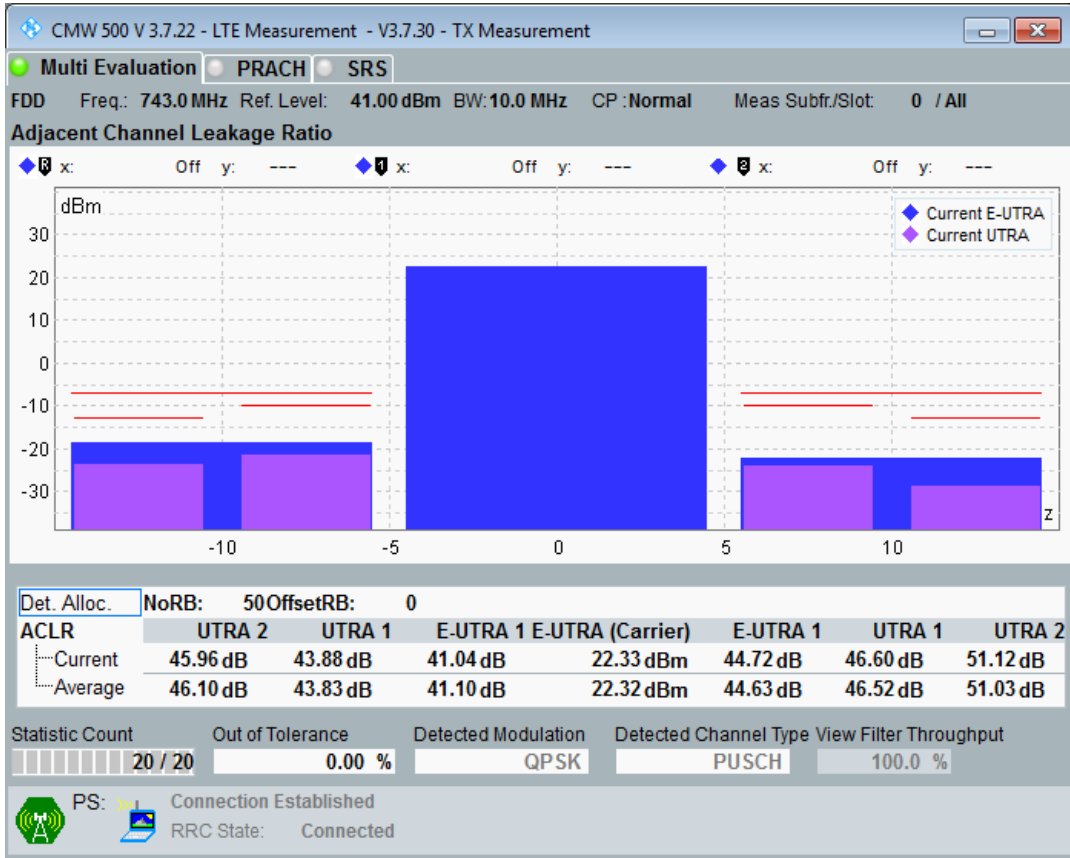 CMW 500 V 3.7.22 - LTE Measurement - V3.7.30 - TX Measurement
Multi Evaluation PRACH SRS
FDD Freq.: 743.0 MHz Ref. Level: 41.00 dBm BW: 10.0 MHz CP : Normal Meas Subfr./Slot: 0 / All
Adjacent Channel Leakage Ratio
R x: Off y: --- 1 x: Off y: --- 2 x: Off y: ---
dBm
Current E-UTRA
Current UTRA
30
20
10
0
-10
-20
-30
z
-10 -5 0 5 10
Det. Alloc. NoRB: 50 OffsetRB: 0
ACLR UTRA 2 UTRA 1 E-UTRA 1 E-UTRA (Carrier) E-UTRA 1 UTRA 1 UTRA 2
Current 45.96 dB 43.88 dB 41.04 dB 22.33 dBm 44.72 dB 46.60 dB 51.12 dB
Average 46.10 dB 43.83 dB 41.10 dB 22.32 dBm 44.63 dB 46.52 dB 51.03 dB
Statistic Count Out of Tolerance Detected Modulation Detected Channel Type View Filter Throughput
20 / 20 0.00 % QPSK PUSCH 100.0 %
PS: Connection Established
RRC State: Connected